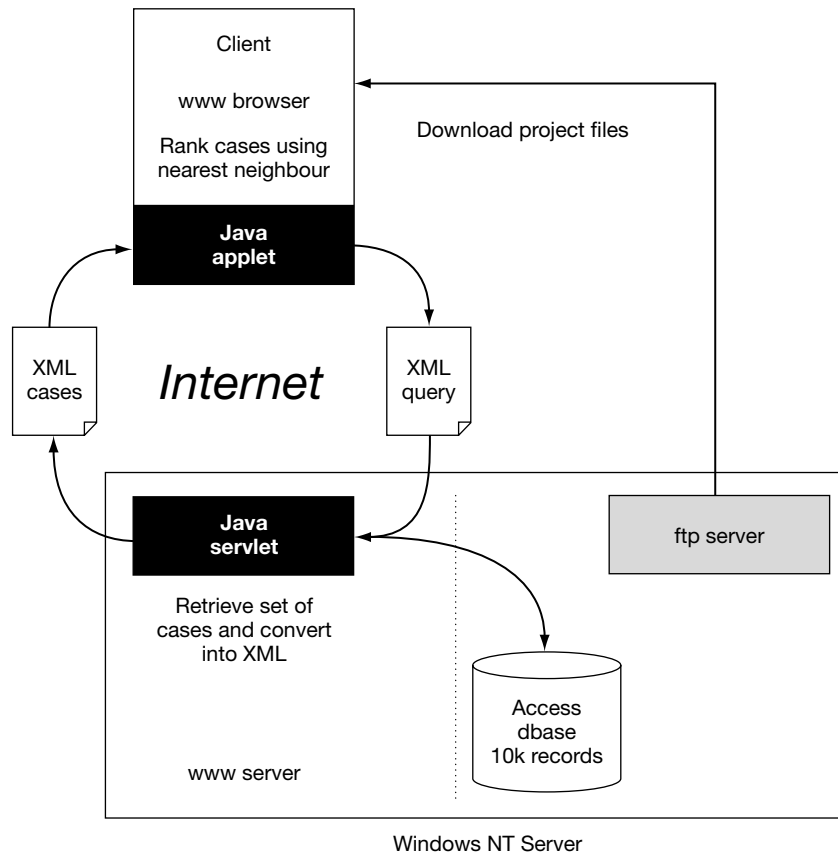 Client
www browser
Rank cases using
nearest neighbour
Download project files
Java
applet
XML
cases
Internet
XML
query
Java
servlet
ftp server
Retrieve set of
cases and convert
into XML
Access
dbase
10k records
www server
Windows NT Server